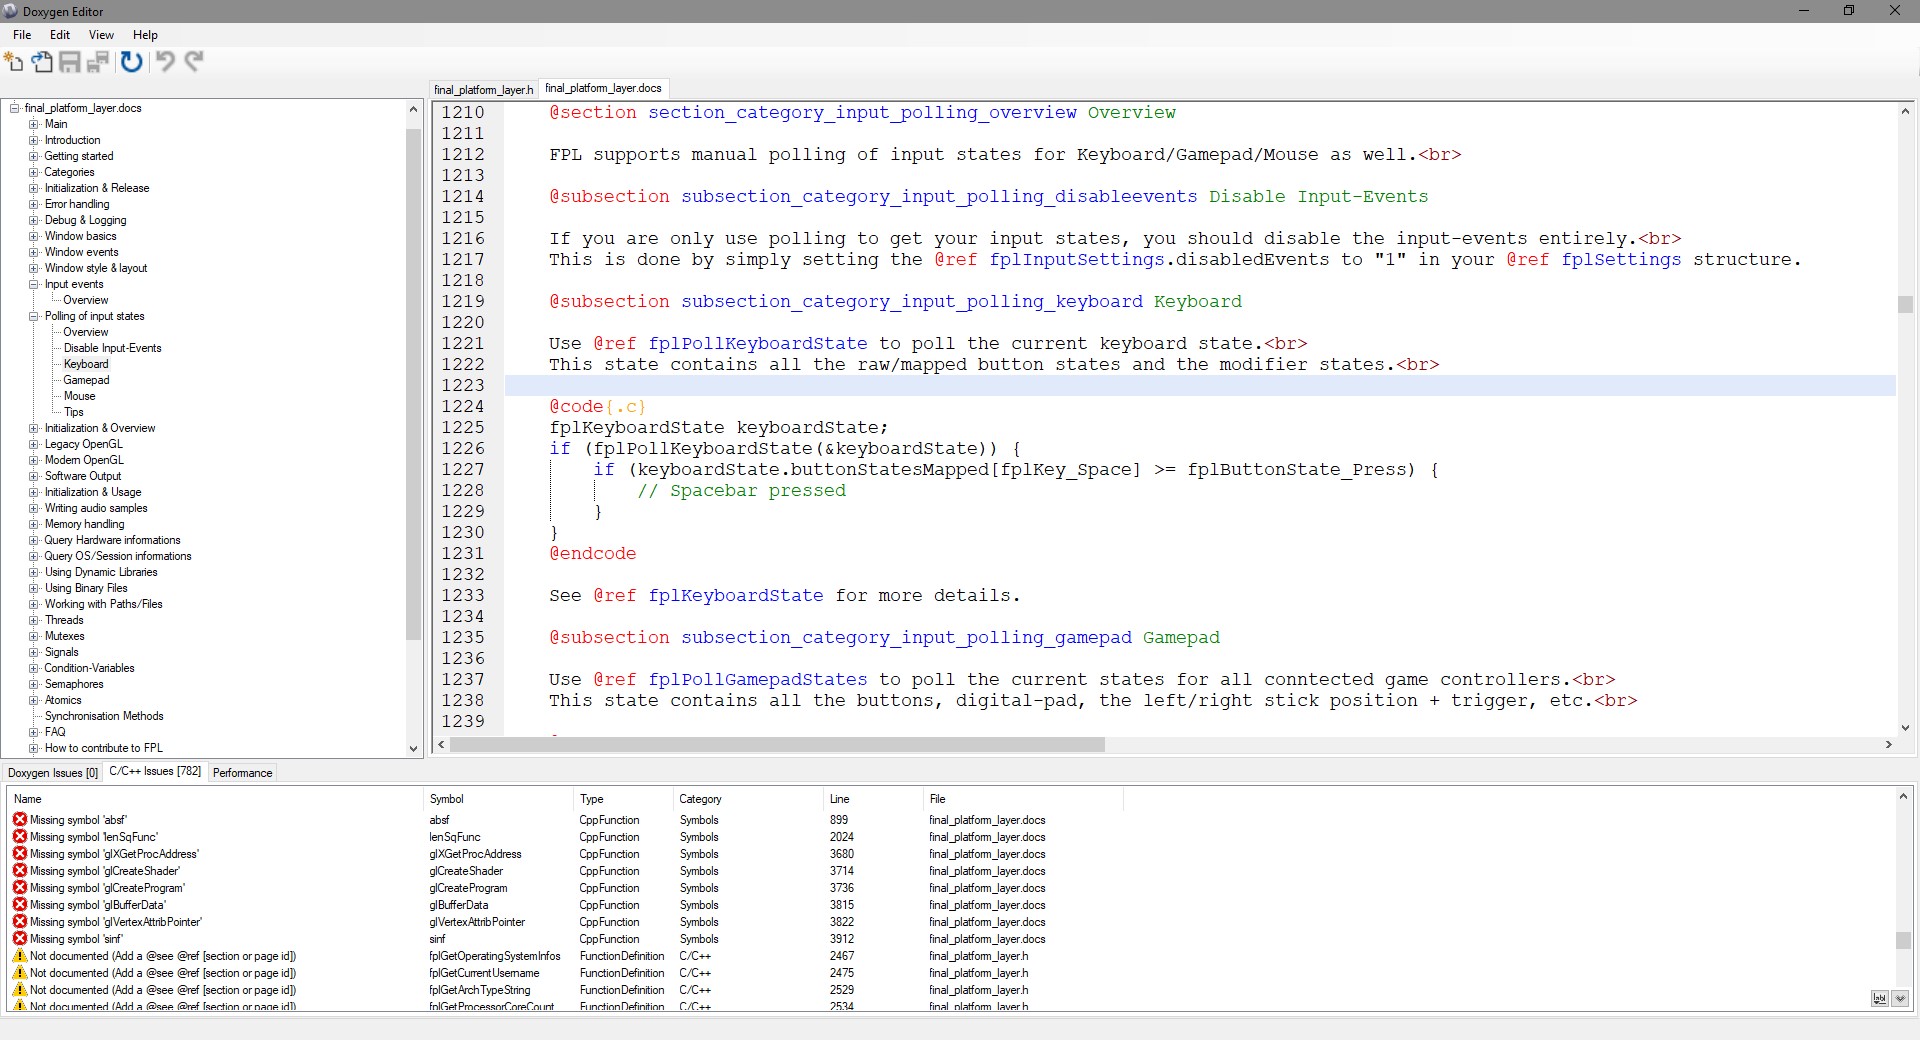 Doxygen Editor
File Edit View Help
final_platform_layer.docs
Main
Introduction
Getting started
Categories
Initialization & Release
Error handling
Debug & Logging
Window basics
Window events
Window style & layout
Input events
Overview
Polling of input states
Overview
Disable Input-Events
Keyboard
Gamepad
Mouse
Tips
Initialization & Overview
Legacy OpenGL
Modern OpenGL
Software Output
Initialization & Usage
Writing audio samples
Memory handling
Query Hardware informations
Query OS/Session informations
Using Dynamic Libraries
Using Binary Files
Working with Paths/Files
Threads
Mutexes
Signals
Condition-Variables
Semaphores
Atomics
Synchronisation Methods
FAQ
How to contribute to FPL
final_platform_layer.h final_platform_layer.docs
1210 @section section_category_input_polling_overview Overview
1211
1212 FPL supports manual polling of input states for Keyboard/Gamepad/Mouse as well.<br>
1213
1214 @subsection subsection_category_input_polling_disableevents Disable Input-Events
1215
1216 If you are only use polling to get your input states, you should disable the input-events entirely.<br>
1217 This is done by simply setting the @ref fplInputSettings.disabledEvents to "1" in your @ref fplSettings structure.
1218
1219 @subsection subsection_category_input_polling_keyboard Keyboard
1220
1221 Use @ref fplPollKeyboardState to poll the current keyboard state.<br>
1222 This state contains all the raw/mapped button states and the modifier states.<br>
1223
1224 @code{.c}
1225 fplKeyboardState keyboardState;
1226 if (fplPollKeyboardState(&keyboardState)) {
1227 if (keyboardState.buttonStatesMapped[fplKey_Space] >= fplButtonState_Press) {
1228 // Spacebar pressed
1229 }
1230 }
1231 @endcode
1232
1233 See @ref fplKeyboardState for more details.
1234
1235 @subsection subsection_category_input_polling_gamepad Gamepad
1236
1237 Use @ref fplPollGamepadStates to poll the current states for all conntected game controllers.<br>
1238 This state contains all the buttons, digital-pad, the left/right stick position + trigger, etc.<br>
1239
Doxygen Issues [0] C/C++ Issues [782] Performance
Name Symbol Type Category Line File
Missing symbol 'absf' absf CppFunction Symbols 899 final_platform_layer.docs
Missing symbol 'lenSqFunc' lenSqFunc CppFunction Symbols 2024 final_platform_layer.docs
Missing symbol 'glXGetProcAddress' glXGetProcAddress CppFunction Symbols 3680 final_platform_layer.docs
Missing symbol 'glCreateShader' glCreateShader CppFunction Symbols 3714 final_platform_layer.docs
Missing symbol 'glCreateProgram' glCreateProgram CppFunction Symbols 3736 final_platform_layer.docs
Missing symbol 'glBufferData' glBufferData CppFunction Symbols 3815 final_platform_layer.docs
Missing symbol 'glVertexAttribPointer' glVertexAttribPointer CppFunction Symbols 3822 final_platform_layer.docs
Missing symbol 'sinf' sinf CppFunction Symbols 3912 final_platform_layer.docs
Not documented (Add a @see @ref [section or page id]) fplGetOperatingSystemInfos FunctionDefinition C/C++ 2467 final_platform_layer.h
Not documented (Add a @see @ref [section or page id]) fplGetCurrentUsername FunctionDefinition C/C++ 2475 final_platform_layer.h
Not documented (Add a @see @ref [section or page id]) fplGetArchTypeString FunctionDefinition C/C++ 2529 final_platform_layer.h
Not documented (Add a @see @ref [section or page id]) fplGetProcessorCoreCount FunctionDefinition C/C++ 2534 final_platform_layer.h